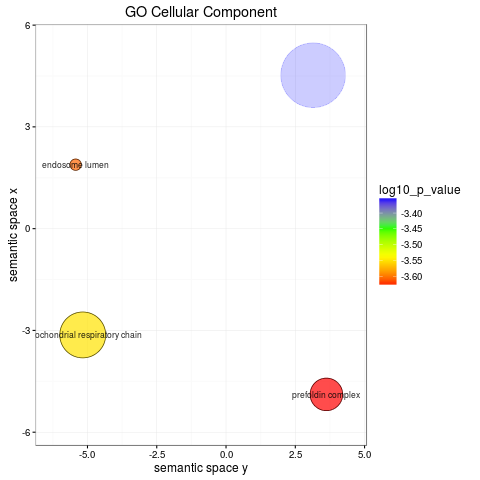 GO Cellular Component
6
3
0
-3
-6
semantic space x
endosome lumen
ochondrial respiratory chain
prefoldin complex
-5.0
-2.5
0.0
2.5
5.0
semantic space y
log10_p_value
-3.40
-3.45
-3.50
-3.55
-3.60